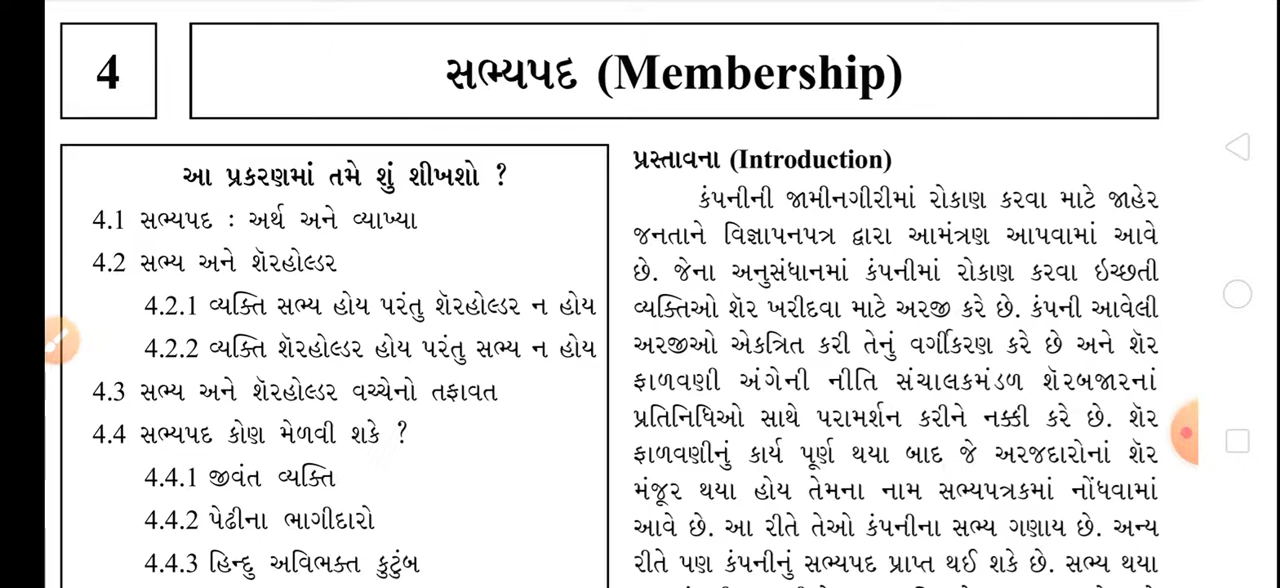 4
સભ્યપદ (Membership)
આ પ્રકરણમાં તમે શું શીખશો ?
4.1 સભ્યપદ : અર્થ અને વ્યાખ્યા
4.2 સભ્ય અને શૅરહોલ્ડર
4.2.1 વ્યક્તિ સભ્ય હોય પરંતુ શૅરહોલ્ડર ન હોય
4.2.2 વ્યક્તિ શૅરહોલ્ડર હોય પરંતુ સભ્ય ન હોય
4.3 સભ્ય અને શૅરહોલ્ડર વચ્ચેનો તફાવત
4.4 સભ્યપદ કોણ મેળવી શકે ?
4.4.1 જીવંત વ્યક્તિ
4.4.2 પેઢીના ભાગીદારો
4.4.3 હિન્દુ અવિભક્ત કુટુંબ
પ્રસ્તાવના (Introduction)
કંપનીની જામીનગીરીમાં રોકાણ કરવા માટે જાહેર
જનતાને વિજ્ઞાપનપત્ર દ્વારા આમંત્રણ આપવામાં આવે
છે. જેના અનુસંધાનમાં કંપનીમાં રોકાણ કરવા ઇચ્છતી
વ્યક્તિઓ શૅર ખરીદવા માટે અરજી કરે છે. કંપની આવેલી
અરજીઓ એકત્રિત કરી તેનું વર્ગીકરણ કરે છે અને શૅર
ફાળવણી અંગેની નીતિ સંચાલકમંડળ શૅરબજારનાં
પ્રતિનિધિઓ સાથે પરામર્શન કરીને નક્કી કરે છે. શૅર
ફાળવણીનું કાર્ય પૂર્ણ થયા બાદ જે અરજદારોનાં શૅર
મંજૂર થયા હોય તેમના નામ સભ્યપત્રકમાં નોંધવામાં
આવે છે. આ રીતે તેઓ કંપનીના સભ્ય ગણાય છે. અન્ય
રીતે પણ કંપનીનું સભ્યપદ પ્રાપ્ત થઈ શકે છે. સભ્ય થયા